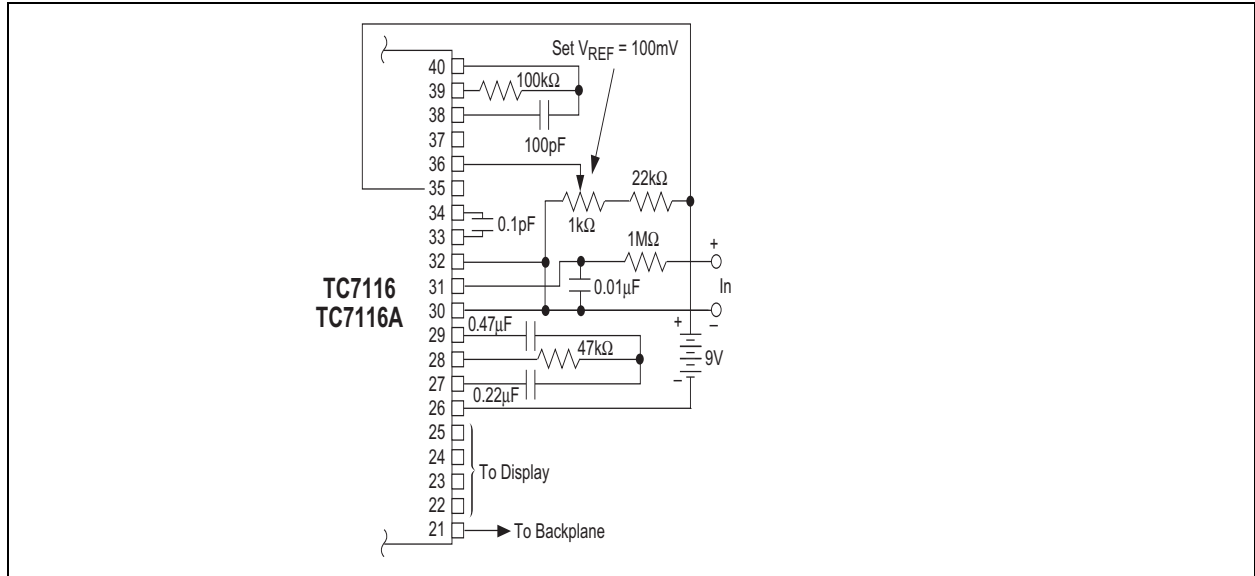 Set VREF = 100mV
40
39
100kΩ
38
100pF
37
36
35
22kΩ
1kΩ
34
0.1pF
33
1MΩ
+
32
31
0.01µF
In
TC7116
TC7116A
30
–
29
0.47µF
+
28
47kΩ
9V
27
0.22µF
–
26
25
24
To Display
23
22
21
To Backplane